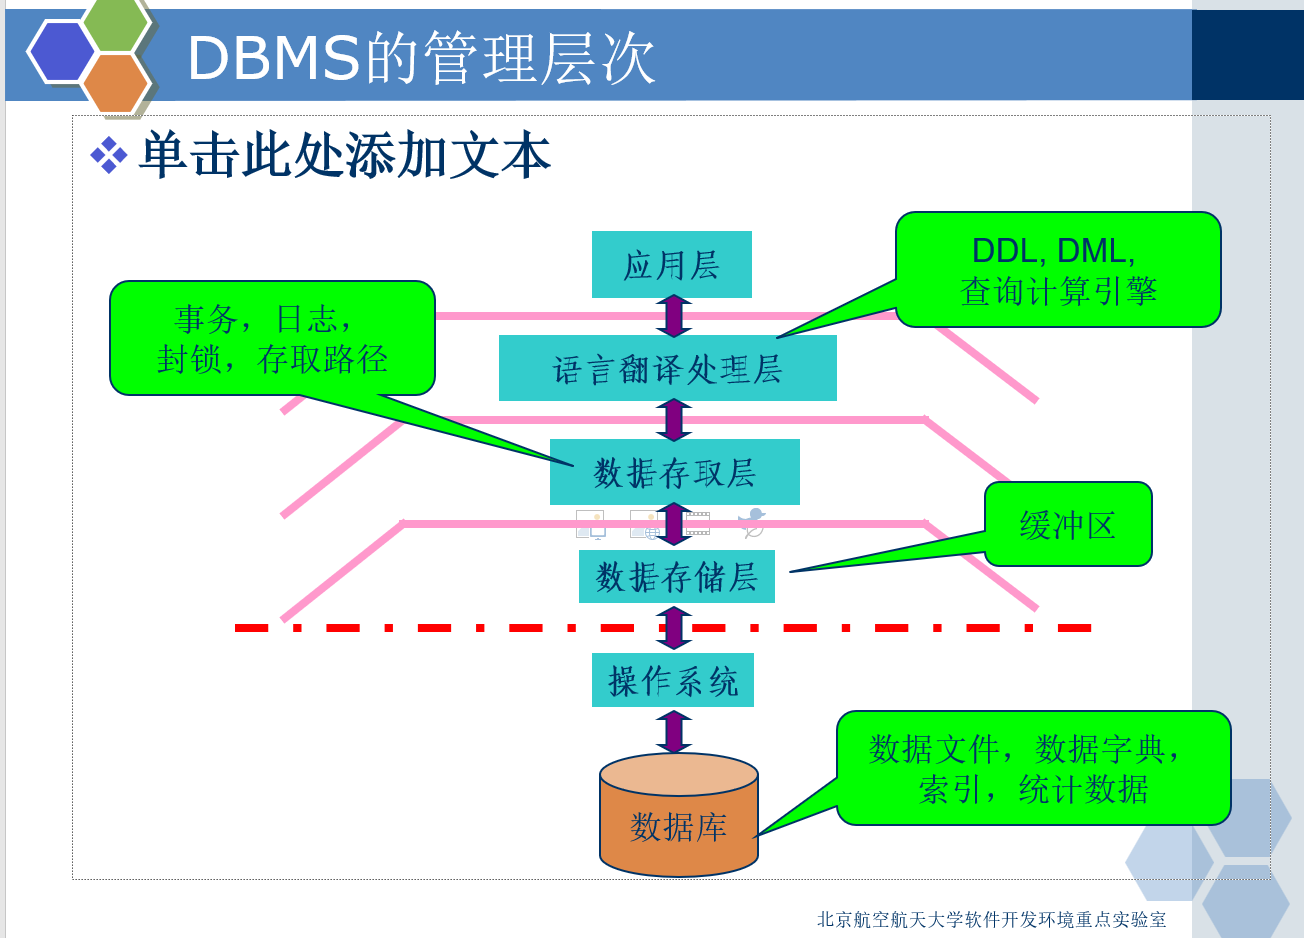 DBMS的管理层次
单击此处添加文本
应用层
DDL, DML,
查询计算引擎
事务，日志，
封锁，存取路径
语言翻译处理层
数据存取层
缓冲区
数据存储层
操作系统
数据文件，数据字典，
索引，统计数据
数据库
北京航空航天大学软件开发环境重点实验室